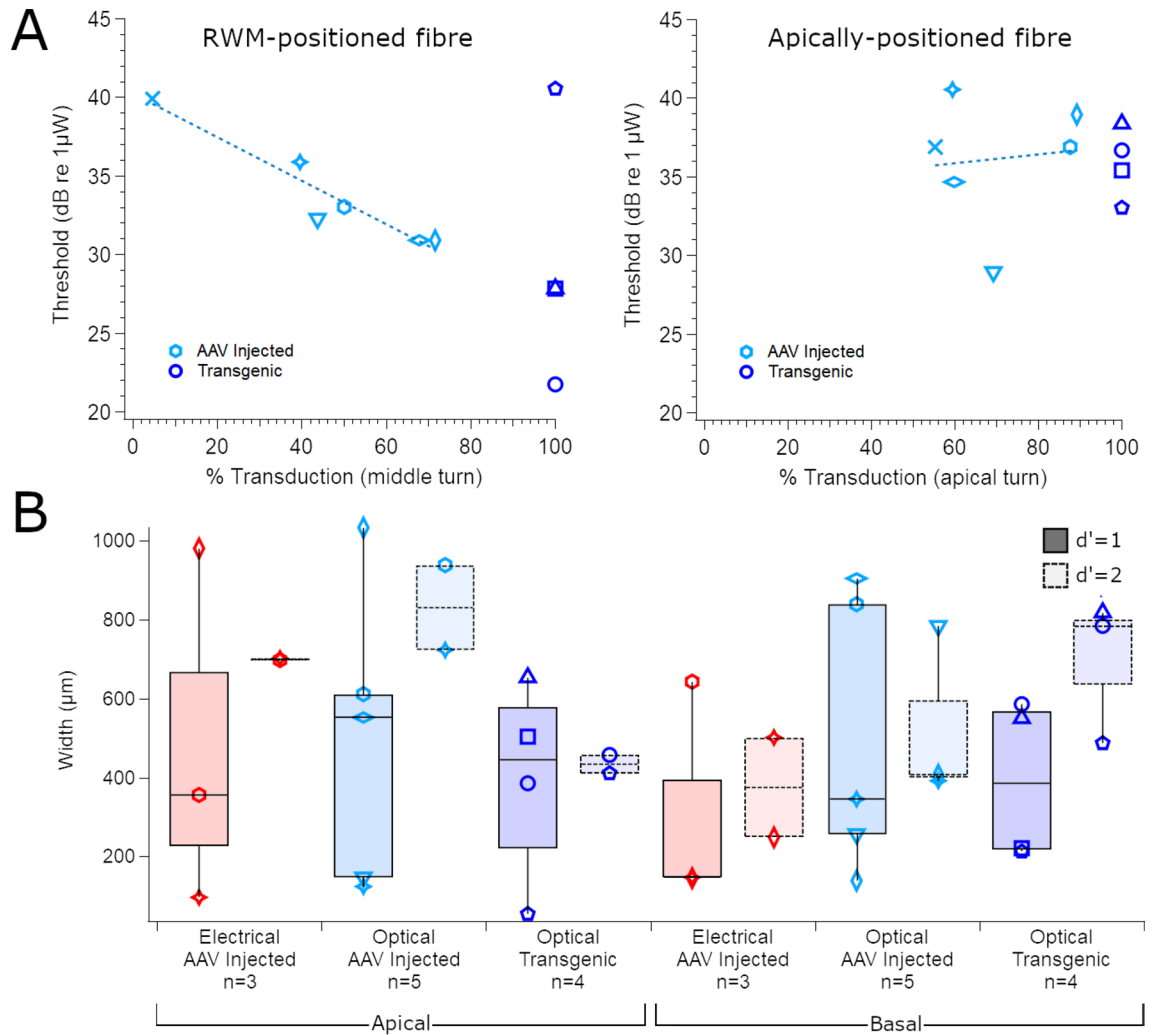 A
RWM-positioned fibre
Apically-positioned fibre
Threshold (dB re 1µW)
45
40
35
30
25
20
AAV Injected
Transgenic
0 20 40 60 80 100
% Transduction (middle turn)
Threshold (dB re 1 µW)
45
40
35
30
25
20
AAV Injected
Transgenic
0 20 40 60 80 100
% Transduction (apical turn)
B
Width (µm)
1000
800
600
400
200
d'=1
d'=2
Electrical Optical Optical Electrical Optical Optical
AAV Injected AAV Injected Transgenic AAV Injected AAV Injected Transgenic
n=3 n=5 n=4 n=3 n=5 n=4
Apical Basal